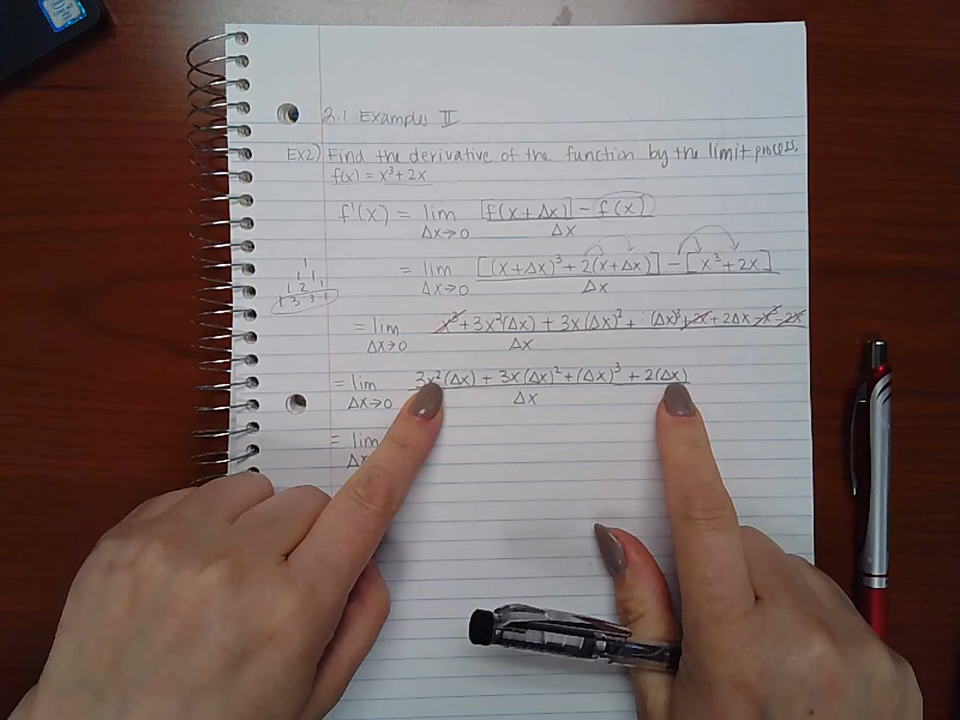 2.1 Examples II
Ex2) Find the derivative of the function by the limit process.
f(x) = x³+2x
f'(x) = lim Δx→0 [f(x+Δx)] - f(x) / Δx
1
1 1
1 2 1
1 3 3 1
= lim Δx→0 [(x+Δx)³ + 2(x+Δx)] - [x³+2x] / Δx
= lim Δx→0 x³ + 3x²(Δx) + 3x(Δx)² + (Δx)³ + 2x + 2Δx - x³ - 2x / Δx
= lim Δx→0 3x²(Δx) + 3x(Δx)² + (Δx)³ + 2(Δx) / Δx
= lim